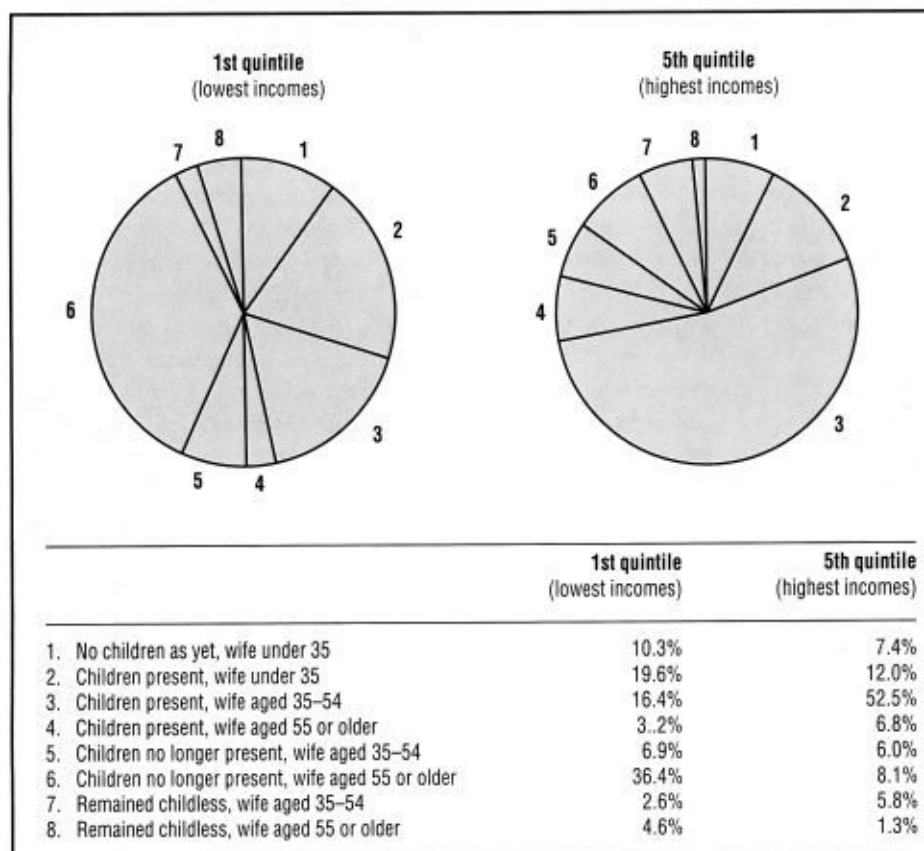 1st quintile
(lowest incomes)
5th quintile
(highest incomes)
1
2
3
4
5
6
7
8
1
2
3
4
5
6
7
8
1st quintile
(lowest incomes)
5th quintile
(highest incomes)
1. No children as yet, wife under 35 10.3% 7.4%
2. Children present, wife under 35 19.6% 12.0%
3. Children present, wife aged 35–54 16.4% 52.5%
4. Children present, wife aged 55 or older 3..2% 6.8%
5. Children no longer present, wife aged 35–54 6.9% 6.0%
6. Children no longer present, wife aged 55 or older 36.4% 8.1%
7. Remained childless, wife aged 35–54 2.6% 5.8%
8. Remained childless, wife aged 55 or older 4.6% 1.3%